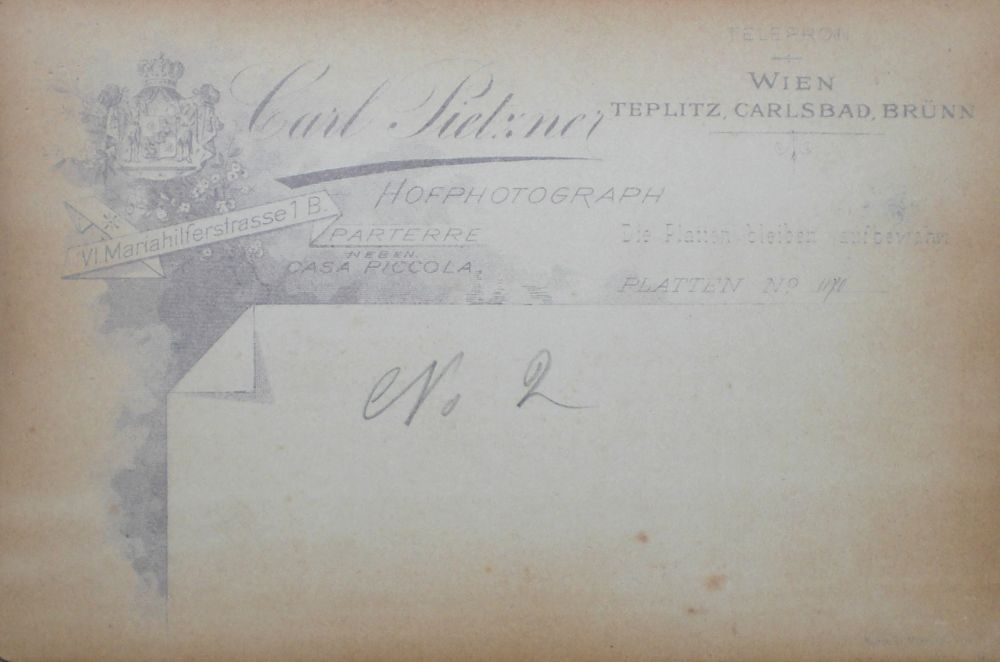 TELEPHON
WIEN
TEPLITZ, CARLSBAD, BRÜNN
Carl Pietzner
HOFPHOTOGRAPH
VI. Mariahilferstrasse 1 B.
PARTERRE
NEBEN
CASA PICCOLA.
Die Platten bleiben aufbewahrt
PLATTEN No
No 2